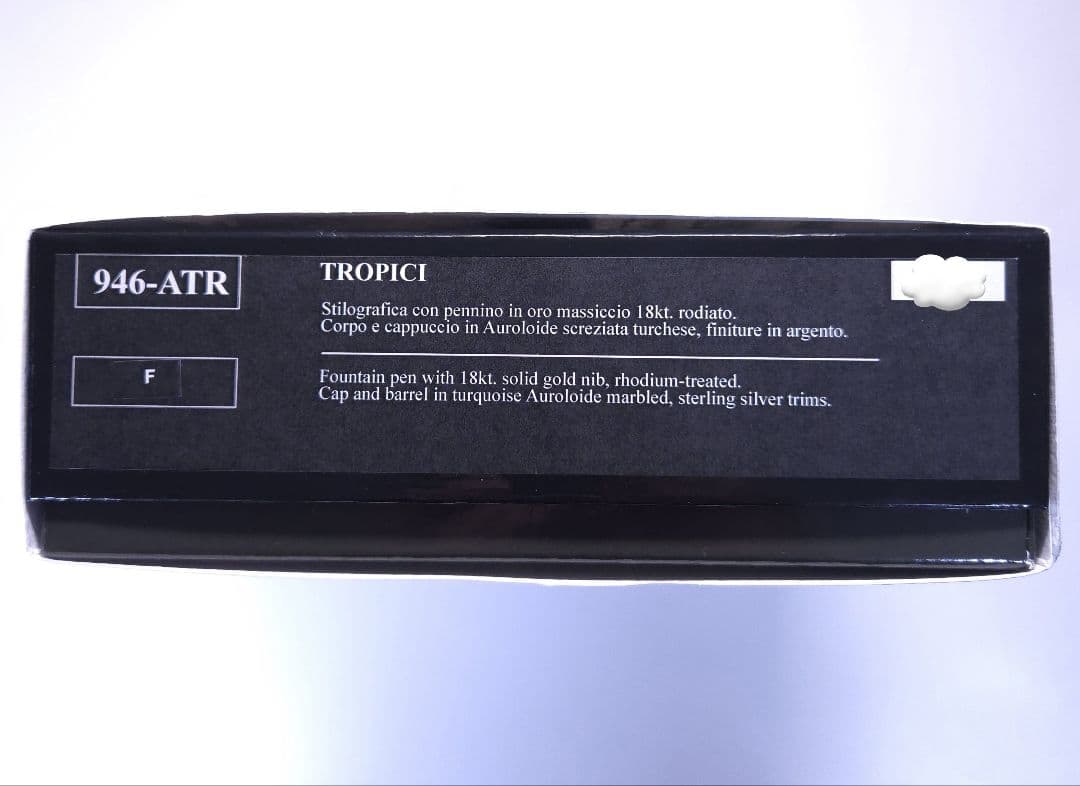 946-ATR
F
TROPICI
Stilografica con pennino in oro massiccio 18kt. rodiato.
Corpo e cappuccio in Auroloide screziata turchese, finiture in argento.
Fountain pen with 18kt. solid gold nib, rhodium-treated.
Cap and barrel in turquoise Auroloide marbled, sterling silver trims.